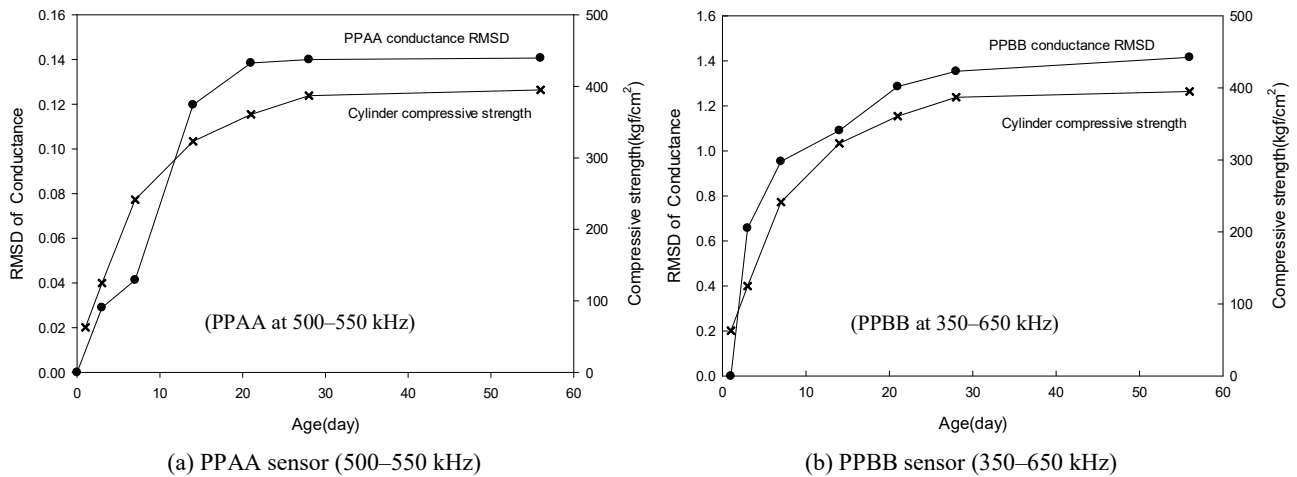 0.16
0.14
0.12
0.10
0.08
0.06
0.04
0.02
0.00
RMSD of Conductance
500
400
300
200
100
0
Compressive strength(kgf/cm²)
PPAA conductance RMSD
Cylinder compressive strength
(PPAA at 500–550 kHz)
0 10 20 30 40 50 60
Age(day)
(a) PPAA sensor (500–550 kHz)
1.6
1.4
1.2
1.0
0.8
0.6
0.4
0.2
0.0
RMSD of Conductance
500
400
300
200
100
0
Compressive strength(kgf/cm²)
PPBB conductance RMSD
Cylinder compressive strength
(PPBB at 350–650 kHz)
0 10 20 30 40 50 60
Age(day)
(b) PPBB sensor (350–650 kHz)